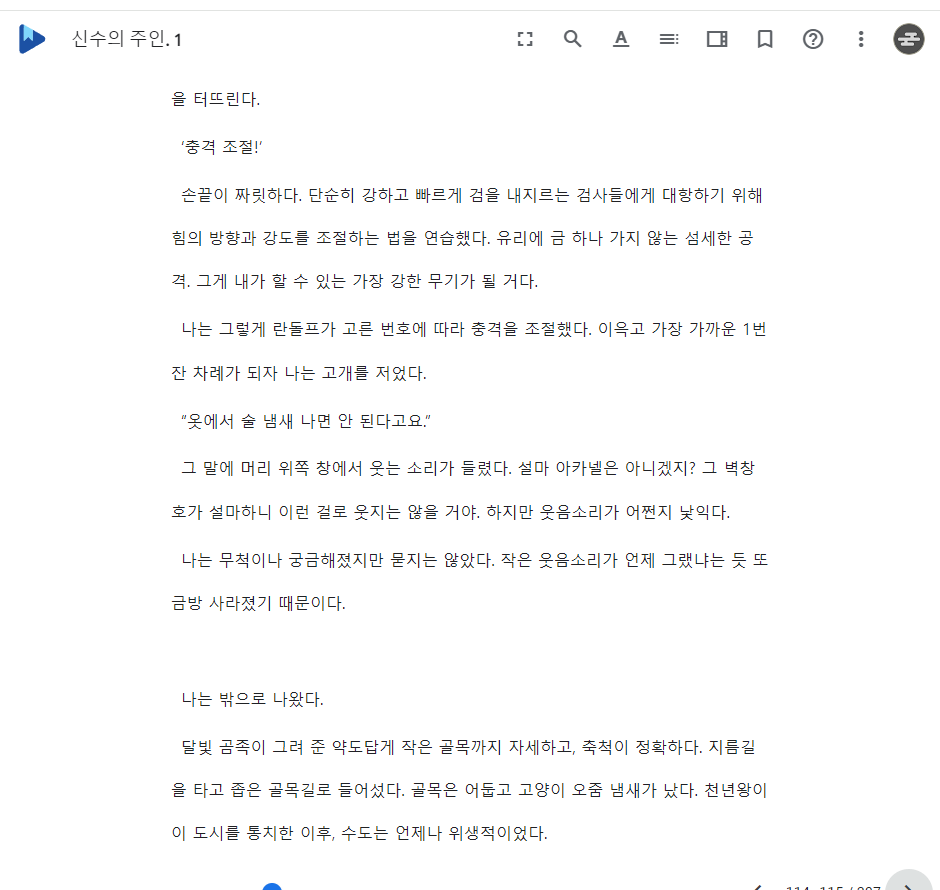 신수의 주인. 1
을 터뜨린다.
‘충격 조절!’
손끝이 짜릿하다. 단순히 강하고 빠르게 검을 내지르는 검사들에게 대항하기 위해
힘의 방향과 강도를 조절하는 법을 연습했다. 유리에 금 하나 가지 않는 섬세한 공
격. 그게 내가 할 수 있는 가장 강한 무기가 될 거다.
나는 그렇게 란돌프가 고른 번호에 따라 충격을 조절했다. 이윽고 가장 가까운 1번
잔 차례가 되자 나는 고개를 저었다.
“옷에서 술 냄새 나면 안 된다고요.”
그 말에 머리 위쪽 창에서 웃는 소리가 들렸다. 설마 아카넬은 아니겠지? 그 벽창
호가 설마하니 이런 걸로 웃지는 않을 거야. 하지만 웃음소리가 어쩐지 낯익다.
나는 무척이나 궁금해졌지만 묻지는 않았다. 작은 웃음소리가 언제 그랬냐는 듯 또
금방 사라졌기 때문이다.
나는 밖으로 나왔다.
달빛 곰족이 그려 준 약도답게 작은 골목까지 자세하고, 축척이 정확하다. 지름길
을 타고 좁은 골목길로 들어섰다. 골목은 어둡고 고양이 오줌 냄새가 났다. 천년왕이
이 도시를 통치한 이후, 수도는 언제나 위생적이었다.